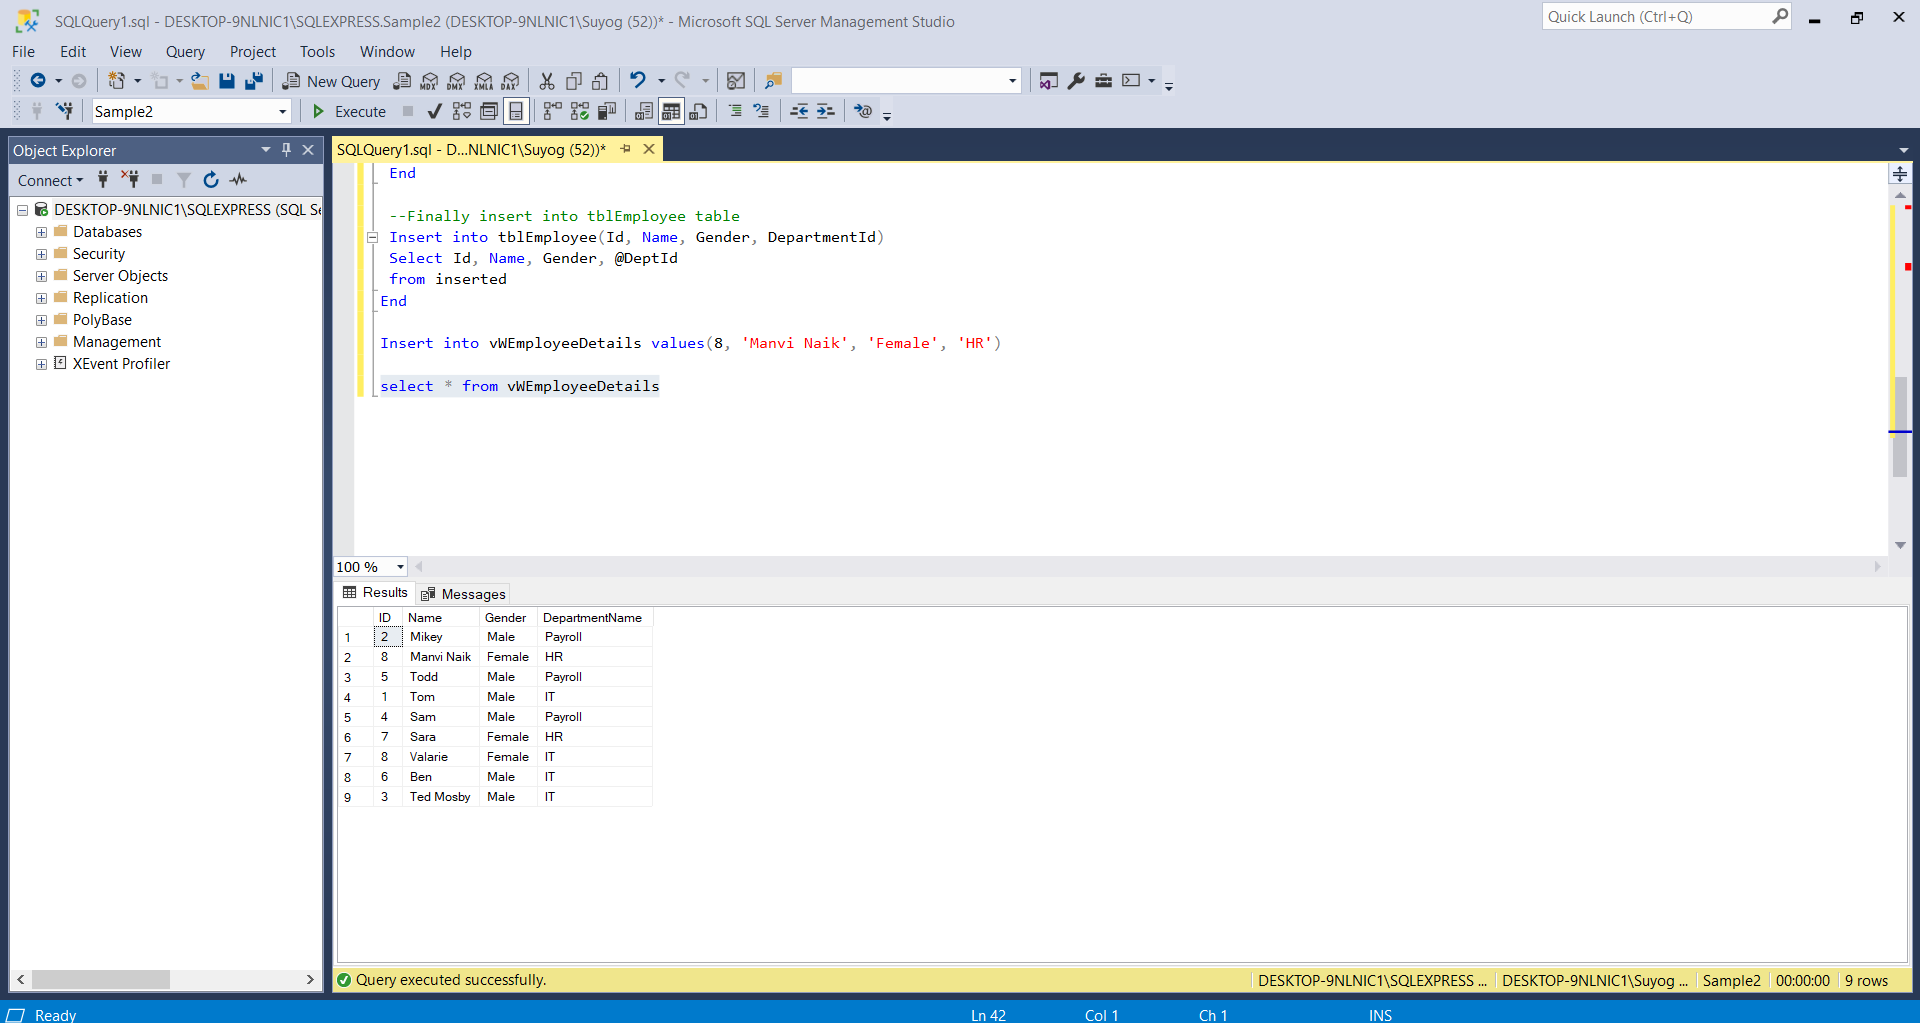 SQLQuery1.sql - DESKTOP-9NLNIC1\SQLEXPRESS.Sample2 (DESKTOP-9NLNIC1\Suyog (52))* - Microsoft SQL Server Management Studio
Quick Launch (Ctrl+Q)
File Edit View Query Project Tools Window Help
New Query MDX DMX XMLA DAX
Sample2 Execute
Object Explorer
Connect
DESKTOP-9NLNIC1\SQLEXPRESS (SQL Se
Databases
Security
Server Objects
Replication
PolyBase
Management
XEvent Profiler
SQLQuery1.sql - D...NLNIC1\Suyog (52))*
End
--Finally insert into tblEmployee table
Insert into tblEmployee(Id, Name, Gender, DepartmentId)
Select Id, Name, Gender, @DeptId
from inserted
End
Insert into vWEmployeeDetails values(8, 'Manvi Naik', 'Female', 'HR')
select * from vWEmployeeDetails
100 %
Results Messages
ID Name Gender DepartmentName
1 2 Mikey Male Payroll
2 8 Manvi Naik Female HR
3 5 Todd Male Payroll
4 1 Tom Male IT
5 4 Sam Male Payroll
6 7 Sara Female HR
7 8 Valarie Female IT
8 6 Ben Male IT
9 3 Ted Mosby Male IT
Query executed successfully.
DESKTOP-9NLNIC1\SQLEXPRESS ... DESKTOP-9NLNIC1\Suyog ... Sample2 00:00:00 9 rows
Ready Ln 42 Col 1 Ch 1 INS